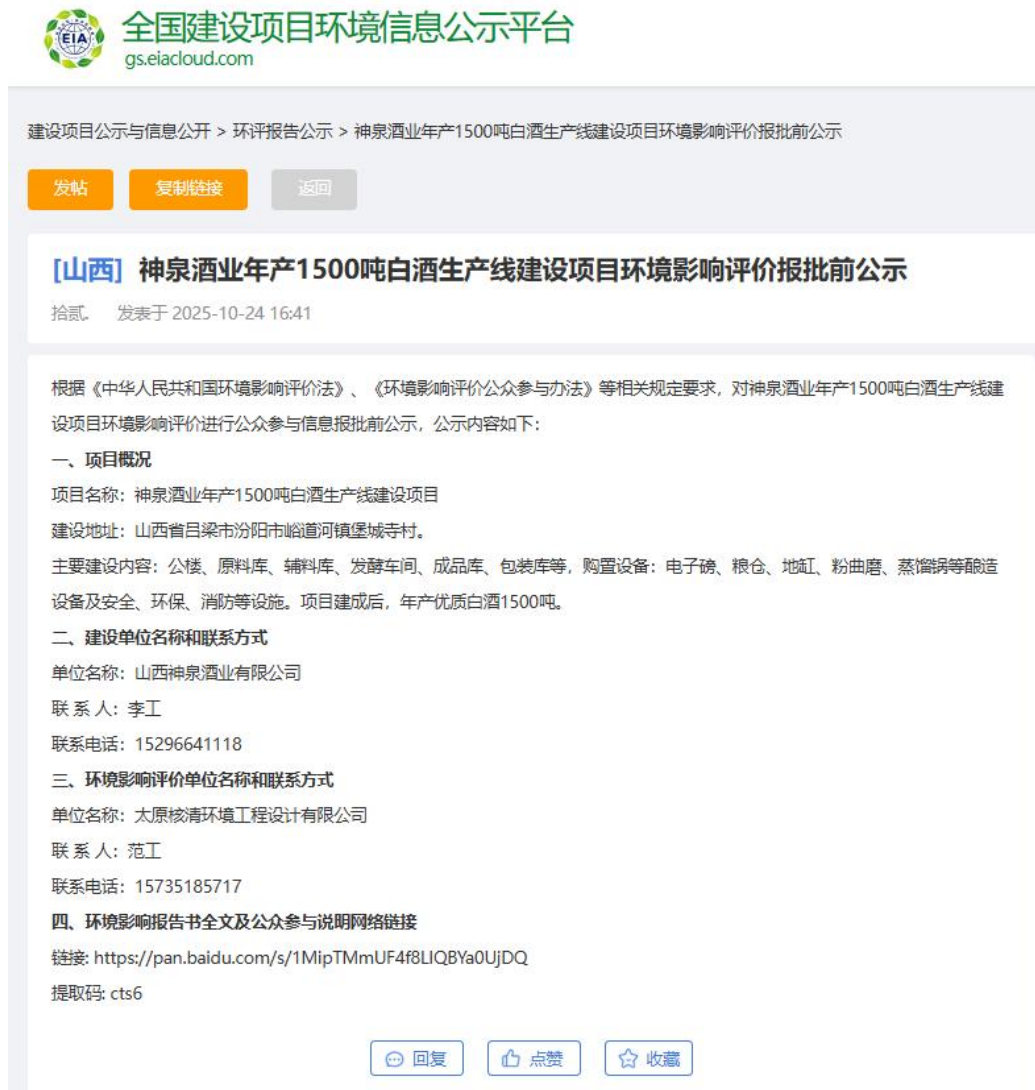 EIA
全国建设项目环境信息公示平台
gs.eiacloud.com
建设项目公示与信息公开 > 环评报告公示 > 神泉酒业年产1500吨白酒生产线建设项目环境影响评价报批前公示
发帖 复制链接 返回
[山西] 神泉酒业年产1500吨白酒生产线建设项目环境影响评价报批前公示
拾贰. 发表于 2025-10-24 16:41
根据《中华人民共和国环境影响评价法》、《环境影响评价公众参与办法》等相关规定要求，对神泉酒业年产1500吨白酒生产线建
设项目环境影响评价进行公众参与信息报批前公示，公示内容如下：
一、项目概况
项目名称：神泉酒业年产1500吨白酒生产线建设项目
建设地址：山西省吕梁市汾阳市峪道河镇堡城寺村。
主要建设内容：公楼、原料库、辅料库、发酵车间、成品库、包装库等，购置设备：电子磅、粮仓、地缸、粉曲磨、蒸馏锅等酿造
设备及安全、环保、消防等设施。项目建成后，年产优质白酒1500吨。
二、建设单位名称和联系方式
单位名称：山西神泉酒业有限公司
联 系 人：李工
联系电话：15296641118
三、环境影响评价单位名称和联系方式
单位名称：太原核清环境工程设计有限公司
联 系 人：范工
联系电话：15735185717
四、环境影响报告书全文及公众参与说明网络链接
链接: https://pan.baidu.com/s/1MipTMmUF4f8LIQBYa0UjDQ
提取码: cts6
回复 点赞 收藏